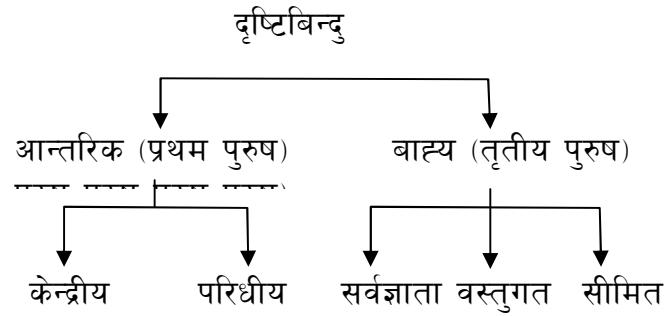 दृष्टिबिन्दु
आन्तरिक (प्रथम पुरुष) बाह्य (तृतीय पुरुष)
केन्द्रीय परिधीय सर्वज्ञाता वस्तुगत सीमित